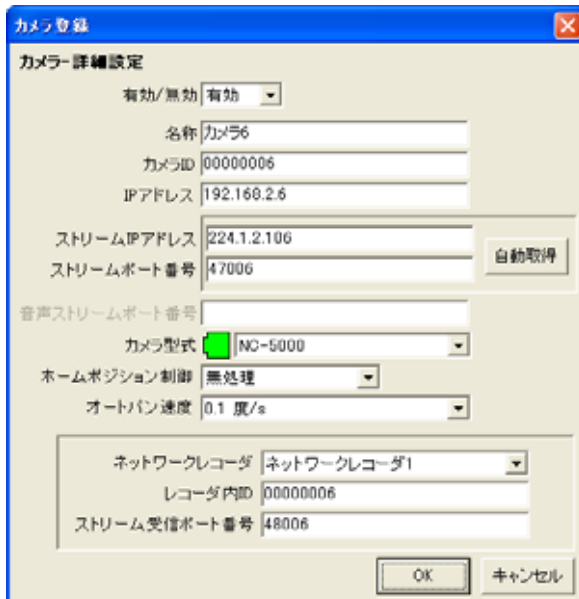 カメラ登録
カメラー詳細設定
有効/無効 有効
名称 カメラ6
カメラID 00000006
IPアドレス 192.168.2.6
ストリームIPアドレス 224.1.2.106
自動取得
ストリームポート番号 47006
音声ストリームポート番号
カメラ型式 NC-5000
ホームポジション制御 無処理
オートパン速度 0.1 度/s
ネットワークレコーダ ネットワークレコーダ1
レコーダ内ID 00000006
ストリーム受信ポート番号 48006
OK キャンセル